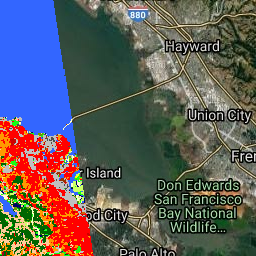 880
Hayward
Union City
Fre
Island
Don Edwards
San Francisco
Bay National
Wildlife...
od City
Palo Alto